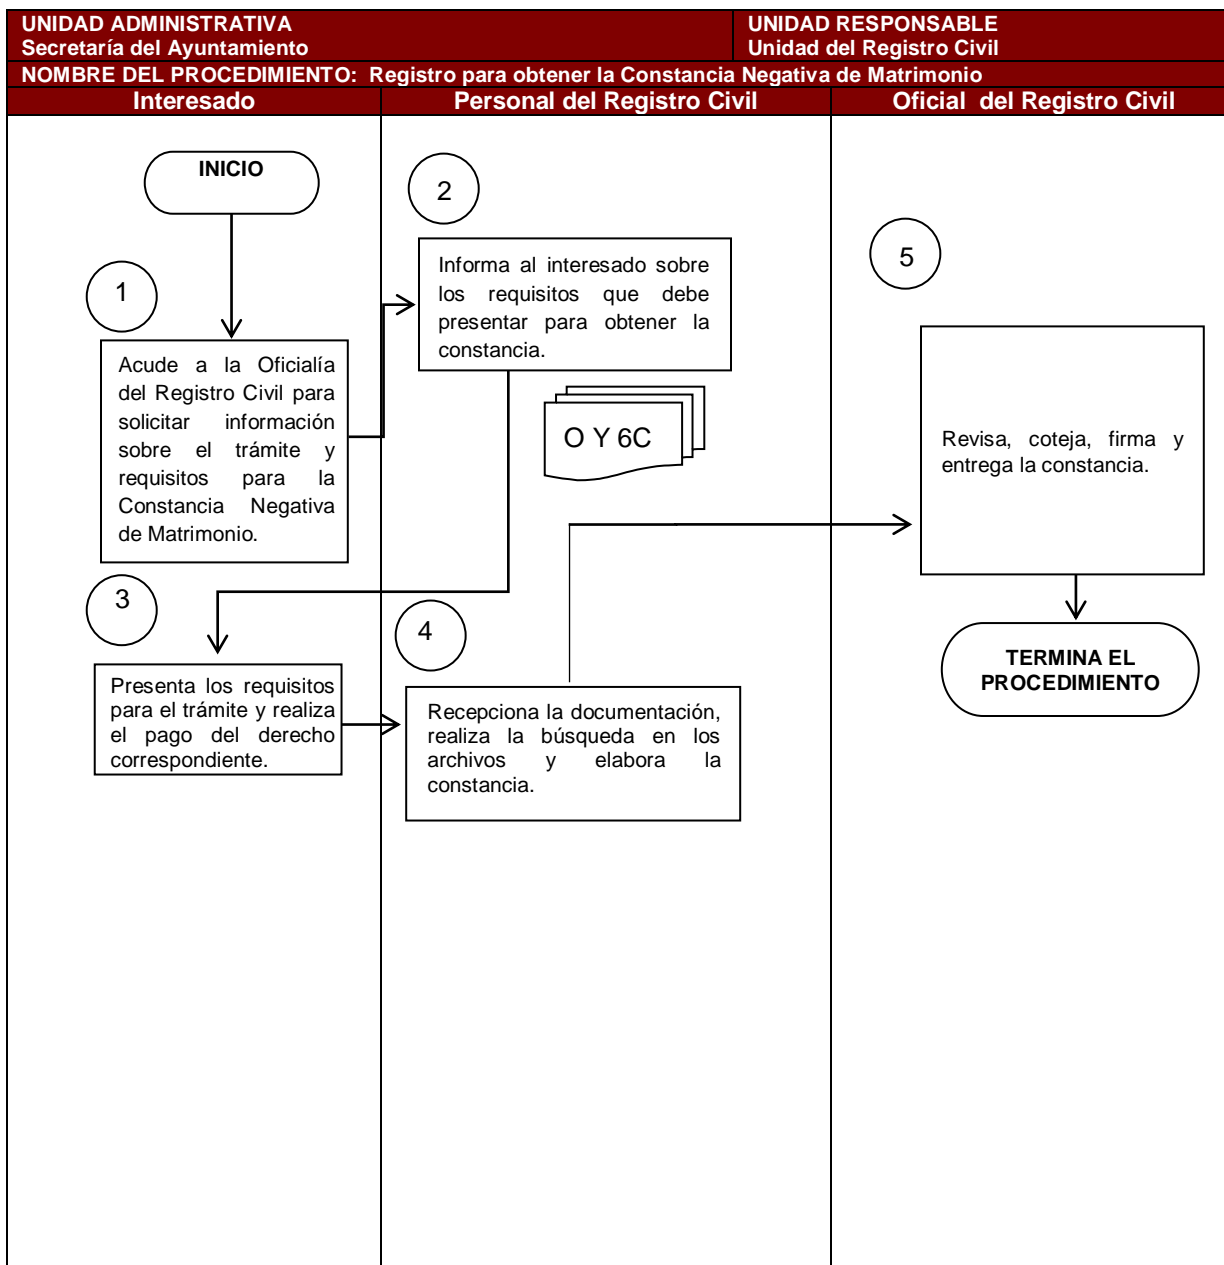 UNIDAD ADMINISTRATIVA
Secretaría del Ayuntamiento
UNIDAD RESPONSABLE
Unidad del Registro Civil
NOMBRE DEL PROCEDIMIENTO: Registro para obtener la Constancia Negativa de Matrimonio
Interesado
Personal del Registro Civil
Oficial del Registro Civil
INICIO
1
Acude a la Oficialía
del Registro Civil para
solicitar información
sobre el trámite y
requisitos para la
Constancia Negativa
de Matrimonio.
2
Informa al interesado sobre
los requisitos que debe
presentar para obtener la
constancia.
O Y 6C
3
Presenta los requisitos
para el trámite y realiza
el pago del derecho
correspondiente.
4
Recepciona la documentación,
realiza la búsqueda en los
archivos y elabora la
constancia.
5
Revisa, coteja, firma y
entrega la constancia.
TERMINA EL
PROCEDIMIENTO